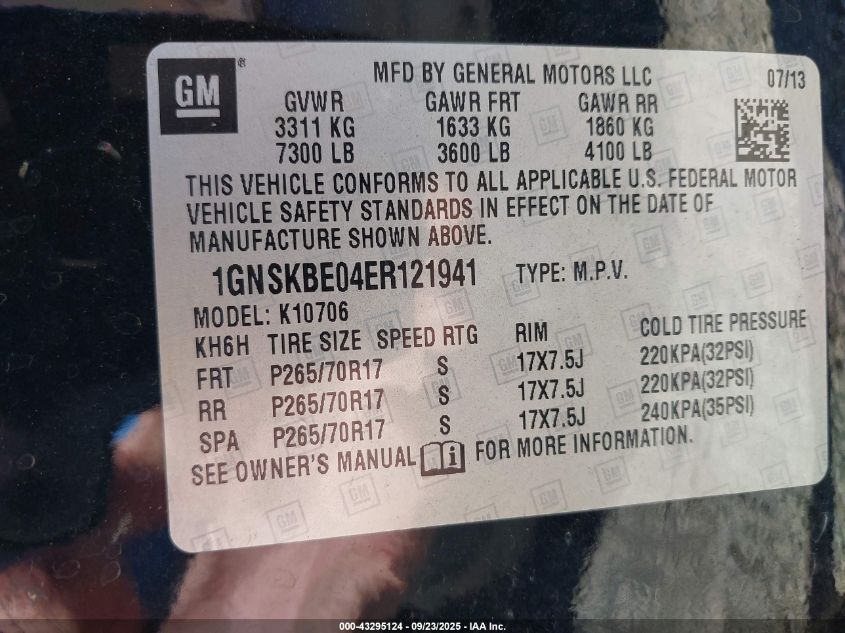 GM ® MFD BY GENERAL MOTORS LLC 07/13
GVWR GAWR FRT GAWR RR
3311 KG 1633 KG 1860 KG
7300 LB 3600 LB 4100 LB
THIS VEHICLE CONFORMS TO ALL APPLICABLE U.S. FEDERAL MOTOR
VEHICLE SAFETY STANDARDS IN EFFECT ON THE DATE OF
MANUFACTURE SHOWN ABOVE.
1GNSKBE04ER121941 TYPE: M.P.V.
MODEL: K10706
KH6H TIRE SIZE SPEED RTG RIM COLD TIRE PRESSURE
FRT P265/70R17 S 17X7.5J 220KPA(32PSI)
RR P265/70R17 S 17X7.5J 220KPA(32PSI)
SPA P265/70R17 S 17X7.5J 240KPA(35PSI)
SEE OWNER'S MANUAL i FOR MORE INFORMATION.
000-43295124 - 09/23/2025 - IAA Inc.